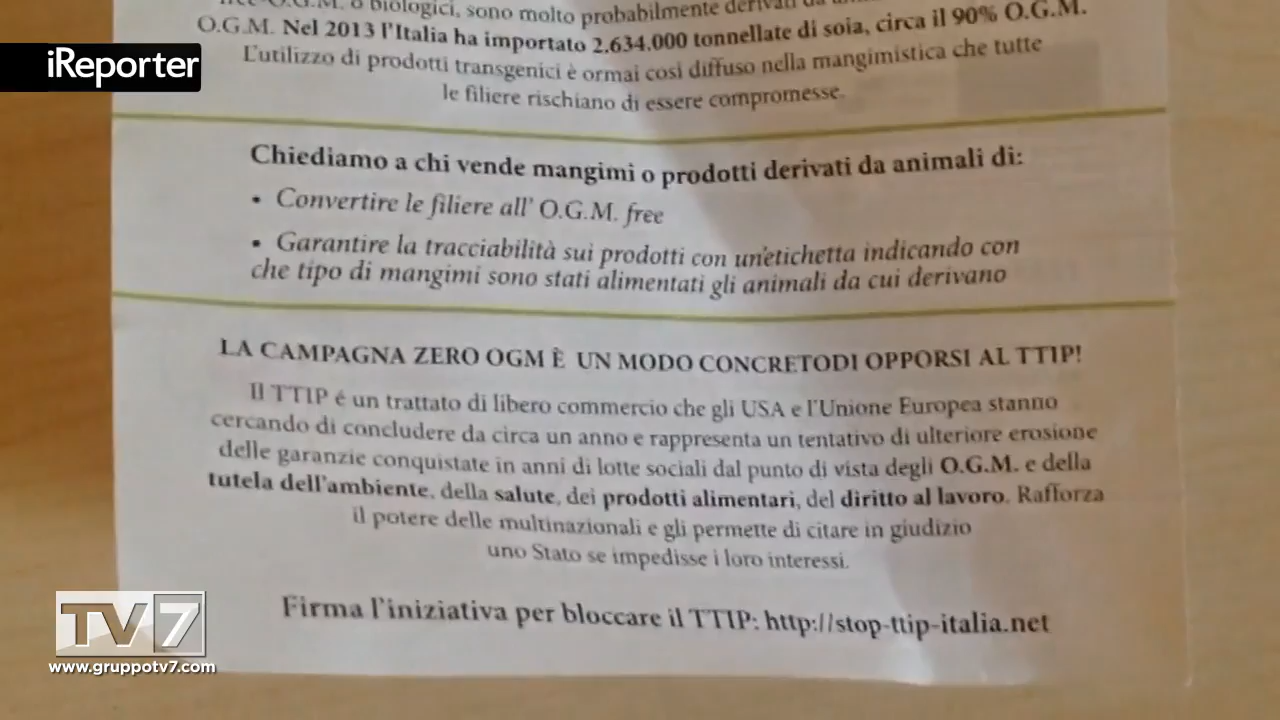 free-O.G.M. o biologici, sono molto probabilmente derivati da
O.G.M. Nel 2013 l'Italia ha importato 2.634.000 tonnellate di soia, circa il 90% O.G.M.
L'utilizzo di prodotti transgenici è ormai così diffuso nella mangimistica che tutte
le filiere rischiano di essere compromesse.
iReporter
Chiediamo a chi vende mangimi o prodotti derivati da animali di:
• Convertire le filiere all' O.G.M. free
• Garantire la tracciabilità sui prodotti con un'etichetta indicando con
che tipo di mangimi sono stati alimentati gli animali da cui derivano
LA CAMPAGNA ZERO OGM È UN MODO CONCRETODI OPPORSI AL TTIP!
Il TTIP é un trattato di libero commercio che gli USA e l'Unione Europea stanno
cercando di concludere da circa un anno e rappresenta un tentativo di ulteriore erosione
delle garanzie conquistate in anni di lotte sociali dal punto di vista degli O.G.M. e della
tutela dell'ambiente, della salute, dei prodotti alimentari, del diritto al lavoro. Rafforza
il potere delle multinazionali e gli permette di citare in giudizio
uno Stato se impedisse i loro interessi.
Firma l'iniziativa per bloccare il TTIP: http://stop-ttip-italia.net
TV7
www.gruppotv7.com